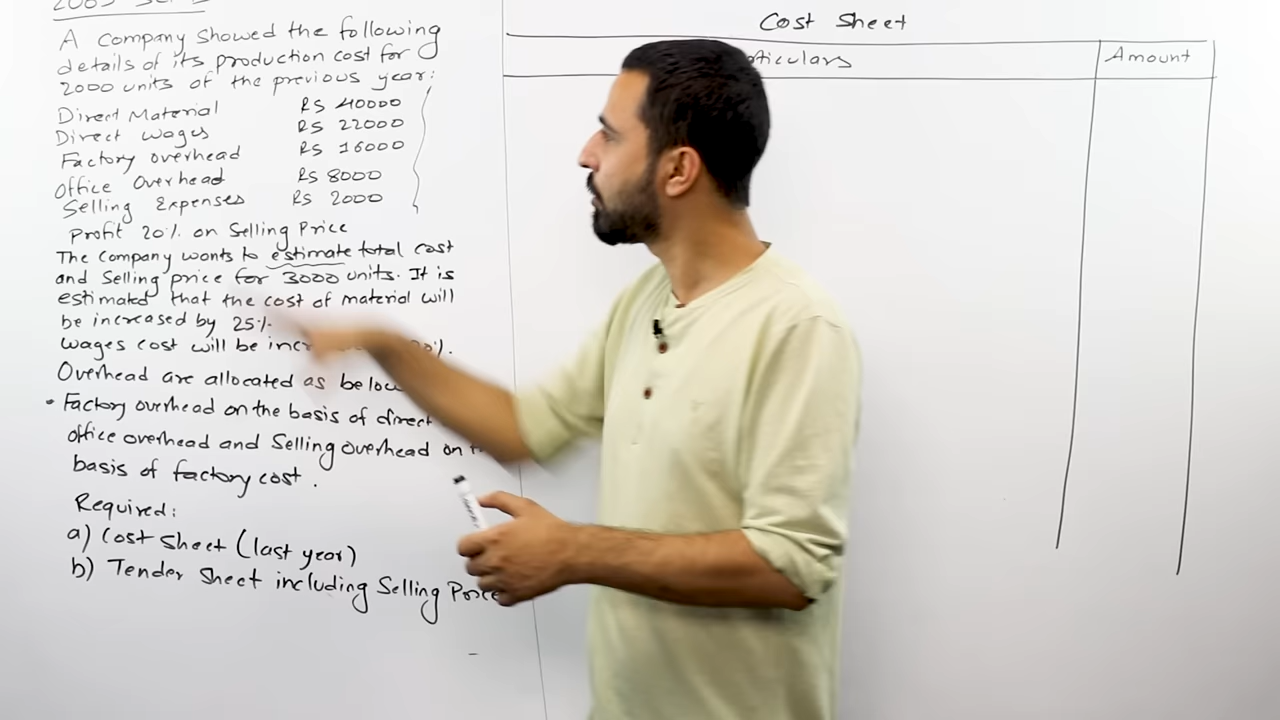 A company showed the following
details of its production cost for
2000 units of the previous year:
Direct Material RS 40000
Direct Wages RS 22000
Factory overhead RS 16000
Office Overhead RS 8000
Selling Expenses RS 2000
Profit 20% on Selling Price
The company wants to estimate total cost
and selling price for 3000 units. It is
estimated that the cost of material will
be increased by 25%
Wages cost will be
Overhead are allocated as below
• Factory overhead on the basis of direct
office overhead and Selling overhead on
basis of factory cost.
Required:
a) Cost Sheet (last year)
b) Tender Sheet including Selling Price
Cost Sheet
Amount